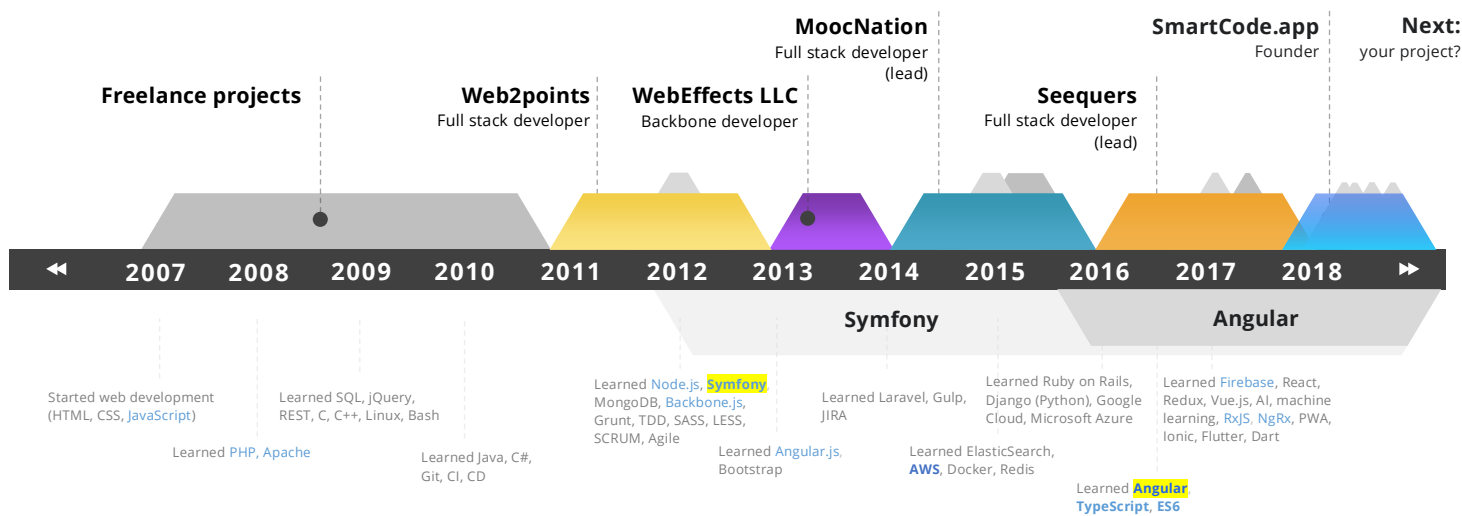 MoocNation
Full stack developer
(lead)
SmartCode.app
Founder
Next:
your project?
Freelance projects
Web2points
Full stack developer
WebEffects LLC
Backbone developer
Seequers
Full stack developer
(lead)
2007 2008 2009 2010 2011 2012 2013 2014 2015 2016 2017 2018
Symfony
Angular
Started web development
(HTML, CSS, JavaScript)
Learned PHP, Apache
Learned SQL, jQuery,
REST, C, C++, Linux, Bash
Learned Java, C#,
Git, CI, CD
Learned Node.js, Symfony,
MongoDB, Backbone.js,
Grunt, TDD, SASS, LESS,
SCRUM, Agile
Learned Angular.js,
Bootstrap
Learned Laravel, Gulp,
JIRA
Learned ElasticSearch,
AWS, Docker, Redis
Learned Ruby on Rails,
Django (Python), Google
Cloud, Microsoft Azure
Learned Angular,
TypeScript, ES6
Learned Firebase, React,
Redux, Vue.js, AI, machine
learning, RxJS, NgRx, PWA,
Ionic, Flutter, Dart